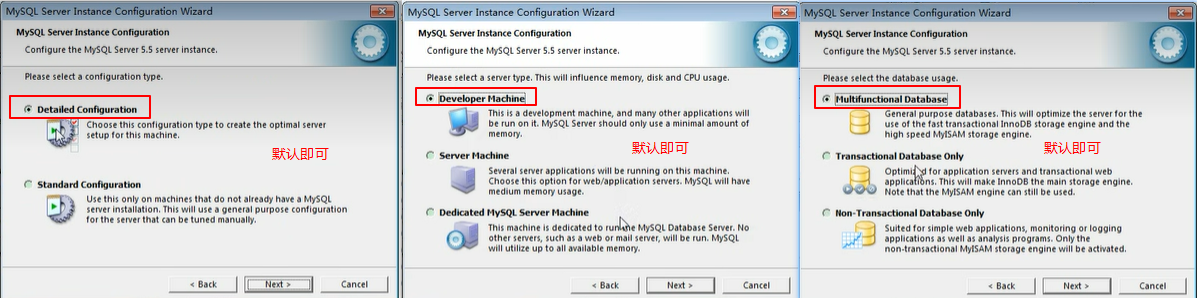 MySQL Server Instance Configuration Wizard
MySQL Server Instance Configuration
Configure the MySQL Server 5.5 server instance.
Please select a configuration type.
Detailed Configuration
Choose this configuration type to create the optimal server
setup for this machine.
默认即可
Standard Configuration
Use this only on machines that do not already have a MySQL
server installation. This will use a general purpose configuration
for the server that can be tuned manually.
< Back
Next >
Cancel
MySQL Server Instance Configuration Wizard
MySQL Server Instance Configuration
Configure the MySQL Server 5.5 server instance.
Please select a server type. This will influence memory, disk and CPU usage.
Developer Machine
This is a development machine, and many other applications will
be run on it. MySQL Server should only use a minimal amount of
memory.
默认即可
Server Machine
Several server applications will be running on this machine.
Choose this option for web/application servers. MySQL will have
medium memory usage.
Dedicated MySQL Server Machine
This machine is dedicated to run the MySQL Database Server. No
other servers, such as a web or mail server, will be run. MySQL
will utilize up to all available memory.
< Back
Next >
Cancel
MySQL Server Instance Configuration Wizard
MySQL Server Instance Configuration
Configure the MySQL Server 5.5 server instance.
Please select the database usage.
Multifunctional Database
General purpose databases. This will optimize the server for the
use of the fast transactional InnoDB storage engine and the
high speed MyISAM storage engine.
默认即可
Transactional Database Only
Optimized for application servers and transactional web
applications. This will make InnoDB the main storage engine.
Note that the MyISAM engine can still be used.
Non-Transactional Database Only
Suited for simple web applications, monitoring or logging
applications as well as analysis programs. Only the
non-transactional MyISAM storage engine will be activated.
< Back
Next >
Cancel